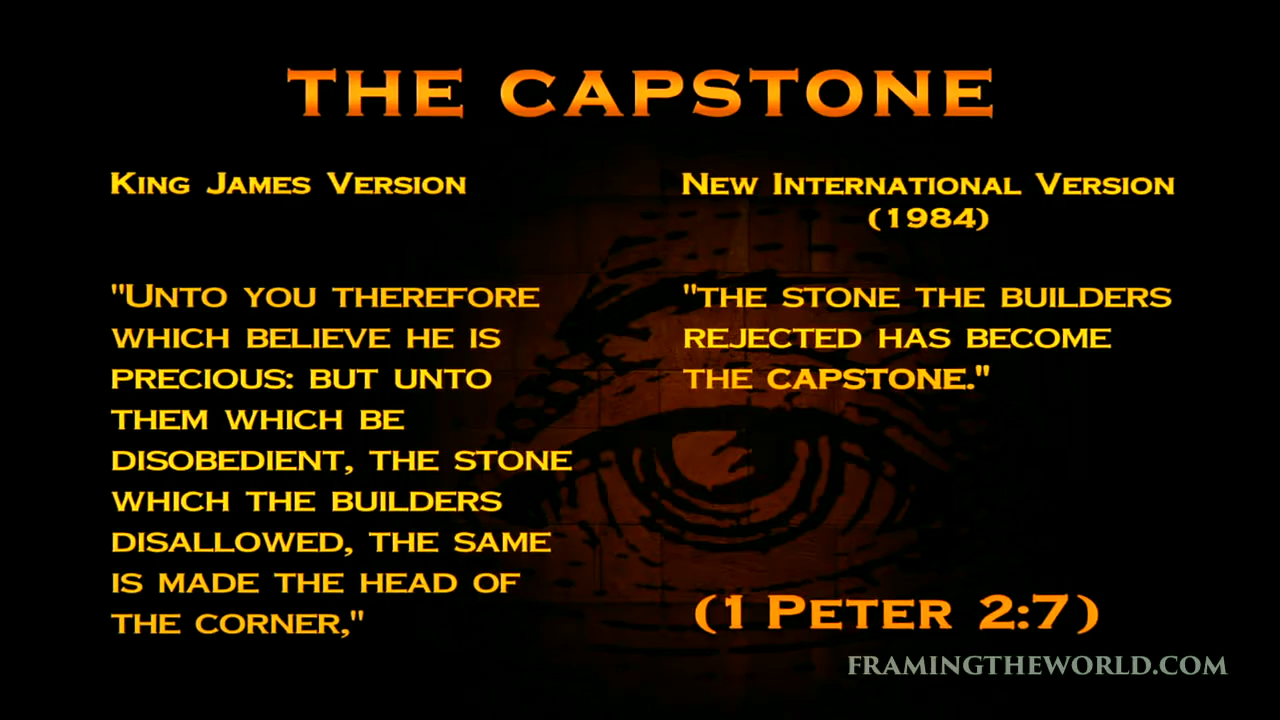 THE CAPSTONE
KING JAMES VERSION
"UNTO YOU THEREFORE
WHICH BELIEVE HE IS
PRECIOUS: BUT UNTO
THEM WHICH BE
DISOBEDIENT, THE STONE
WHICH THE BUILDERS
DISALLOWED, THE SAME
IS MADE THE HEAD OF
THE CORNER,"
NEW INTERNATIONAL VERSION
(1984)
"THE STONE THE BUILDERS
REJECTED HAS BECOME
THE CAPSTONE."
(1 PETER 2:7)
FRAMINGTHEWORLD.COM